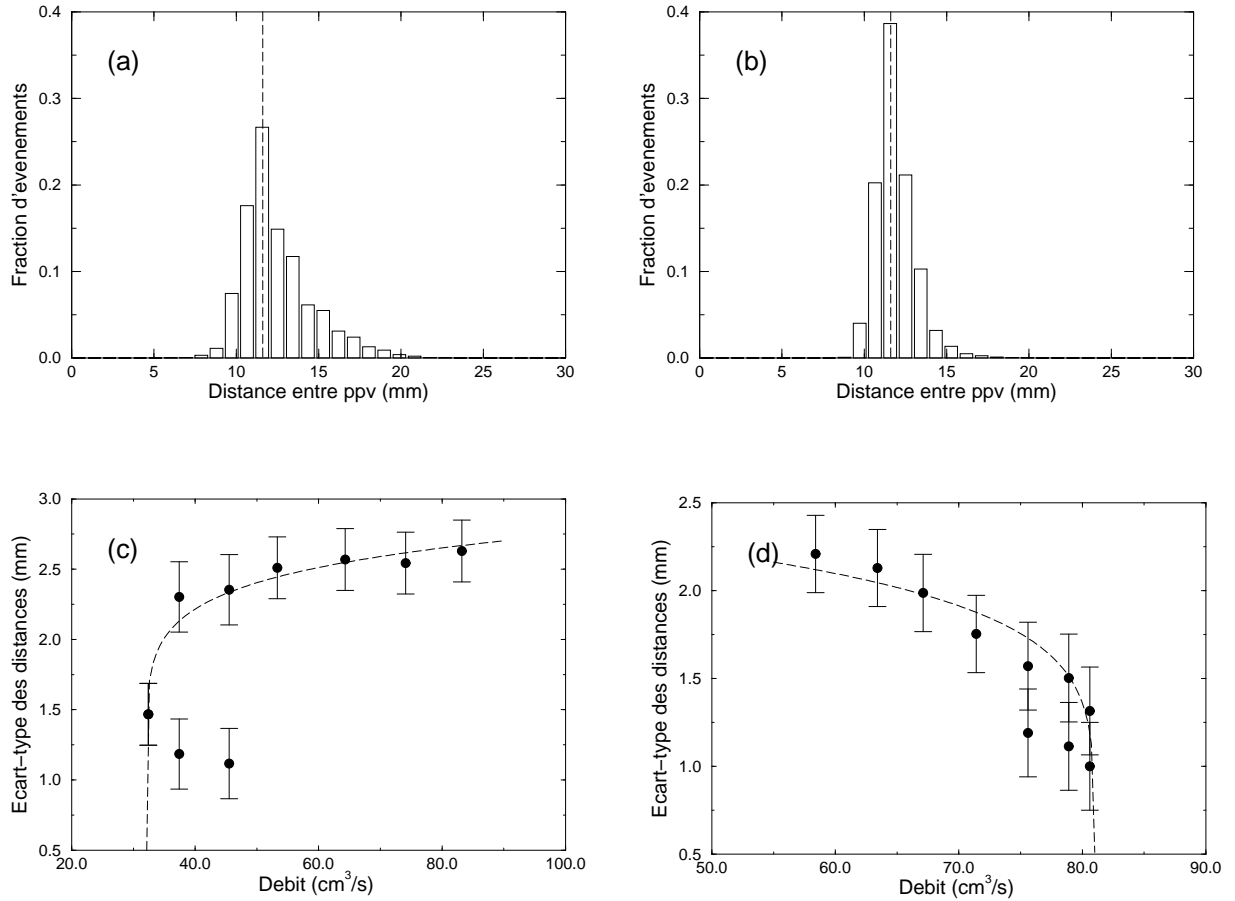 (a)
Fraction d'evenements
0.4
0.3
0.2
0.1
0.0
0 5 10 15 20 25 30
Distance entre ppv (mm)
(b)
Fraction d'evenements
0.4
0.3
0.2
0.1
0.0
0 5 10 15 20 25 30
Distance entre ppv (mm)
(c)
Ecart−type des distances (mm)
3.0
2.5
2.0
1.5
1.0
0.5
20.0 40.0 60.0 80.0 100.0
Debit (cm³/s)
(d)
Ecart−type des distances (mm)
2.5
2.0
1.5
1.0
0.5
50.0 60.0 70.0 80.0 90.0
Debit (cm³/s)